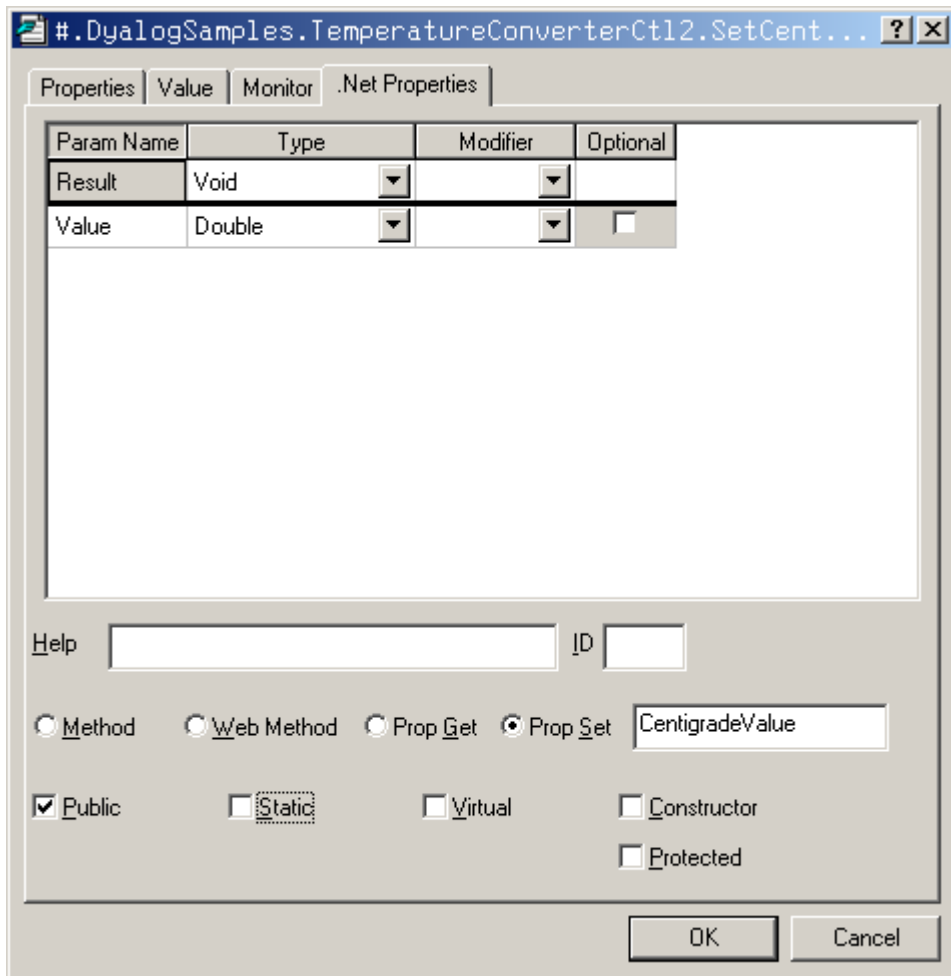 #.DyalogSamples.TemperatureConverterCtl2.SetCent... ? X
Properties Value Monitor .Net Properties
Param Name Type Modifier Optional
Result Void
Value Double
Help ID
Method Web Method Prop Get Prop Set CentigradeValue
Public Static Virtual Constructor
Protected
OK Cancel